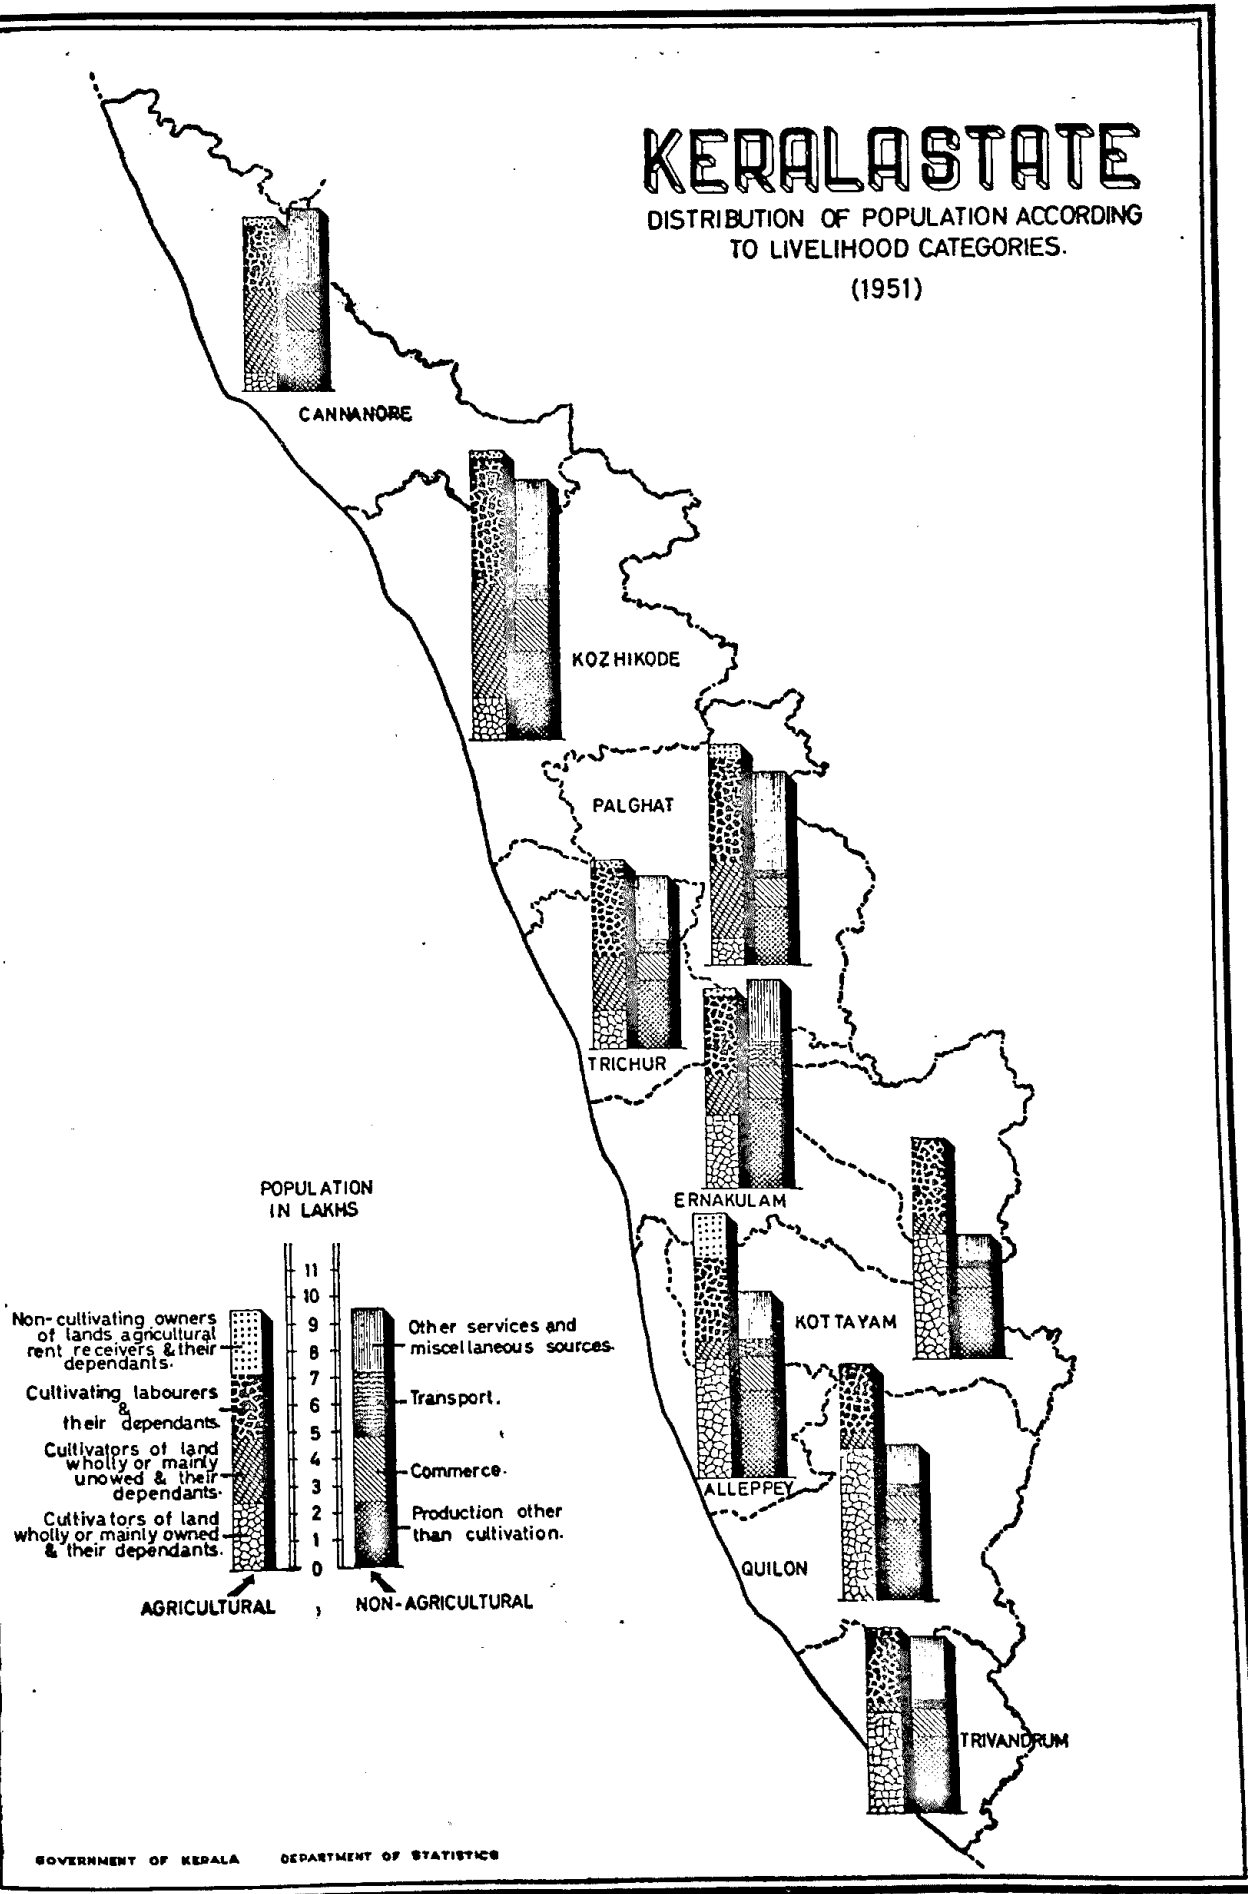 KERALA STATE
DISTRIBUTION OF POPULATION ACCORDING
TO LIVELIHOOD CATEGORIES.
(1951)
CANNANORE
KOZHIKODE
PALGHAT
TRICHUR
ERNAKULAM
KOTTAYAM
ALLEPPEY
QUILON
TRIVANDRUM
POPULATION
IN LAKHS
11
10
9
8
7
6
5
4
3
2
1
0
Non-cultivating owners
of lands agricultural
rent receivers & their
dependants.
Cultivating labourers
&
their dependants.
Cultivators of land
wholly or mainly
unowed & their
dependants.
Cultivators of land
wholly or mainly owned
& their dependants.
Other services and
miscellaneous sources.
Transport.
Commerce.
Production other
than cultivation.
AGRICULTURAL , NON-AGRICULTURAL
GOVERNMENT OF KERALA DEPARTMENT OF STATISTICS